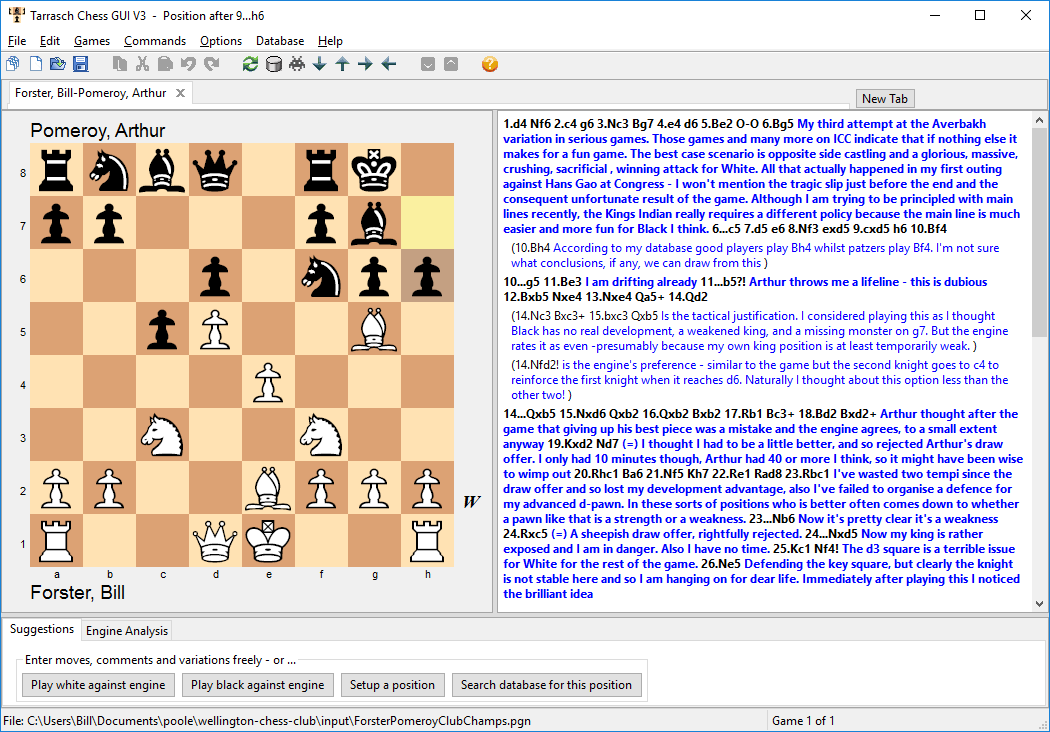 Tarrasch Chess GUI V3 - Position after 9...h6
File Edit Games Commands Options Database Help
Forster, Bill-Pomeroy, Arthur
New Tab
Pomeroy, Arthur
8
7
6
5
4
3
2
W
1
a b c d e f g h
Forster, Bill
1.d4 Nf6 2.c4 g6 3.Nc3 Bg7 4.e4 d6 5.Be2 O-O 6.Bg5 My third attempt at the Averbakh
variation in serious games. Those games and many more on ICC indicate that if nothing else it
makes for a fun game. The best case scenario is opposite side castling and a glorious, massive,
crushing, sacrificial , winning attack for White. All that actually happened in my first outing
against Hans Gao at Congress - I won't mention the tragic slip just before the end and the
consequent unfortunate result of the game. Although I am trying to be principled with main
lines recently, the Kings Indian really requires a different policy because the main line is much
easier and more fun for Black I think. 6...c5 7.d5 e6 8.Nf3 exd5 9.cxd5 h6 10.Bf4
(10.Bh4 According to my database good players play Bh4 whilst patzers play Bf4. I'm not sure
what conclusions, if any, we can draw from this )
10...g5 11.Be3 I am drifting already 11...b5?! Arthur throws me a lifeline - this is dubious
12.Bxb5 Nxe4 13.Nxe4 Qa5+ 14.Qd2
(14.Nc3 Bxc3+ 15.bxc3 Qxb5 Is the tactical justification. I considered playing this as I thought
Black has no real development, a weakened king, and a missing monster on g7. But the engine
rates it as even -presumably because my own king position is at least temporarily weak. )
(14.Nfd2! is the engine's preference - similar to the game but the second knight goes to c4 to
reinforce the first knight when it reaches d6. Naturally I thought about this option less than the
other two! )
14...Qxb5 15.Nxd6 Qxb2 16.Qxb2 Bxb2 17.Rb1 Bc3+ 18.Bd2 Bxd2+ Arthur thought after the
game that giving up his best piece was a mistake and the engine agrees, to a small extent
anyway 19.Kxd2 Nd7 (=) I thought I had to be a little better, and so rejected Arthur's draw
offer. I only had 10 minutes though, Arthur had 40 or more I think, so it might have been wise
to wimp out 20.Rhc1 Ba6 21.Nf5 Kh7 22.Re1 Rad8 23.Rbc1 I've wasted two tempi since the
draw offer and so lost my development advantage, also I've failed to organise a defence for
my advanced d-pawn. In these sorts of positions who is better often comes down to whether
a pawn like that is a strength or a weakness. 23...Nb6 Now it's pretty clear it's a weakness
24.Rxc5 (=) A sheepish draw offer, rightfully rejected. 24...Nxd5 Now my king is rather
exposed and I am in danger. Also I have no time. 25.Kc1 Nf4! The d3 square is a terrible issue
for White for the rest of the game. 26.Ne5 Defending the key square, but clearly the knight
is not stable here and so I am hanging on for dear life. Immediately after playing this I noticed
the brilliant idea
Suggestions Engine Analysis
Enter moves, comments and variations freely - or ...
Play white against engine Play black against engine Setup a position Search database for this position
File: C:\Users\Bill\Documents\poole\wellington-chess-club\input\ForsterPomeroyClubChamps.pgn Game 1 of 1